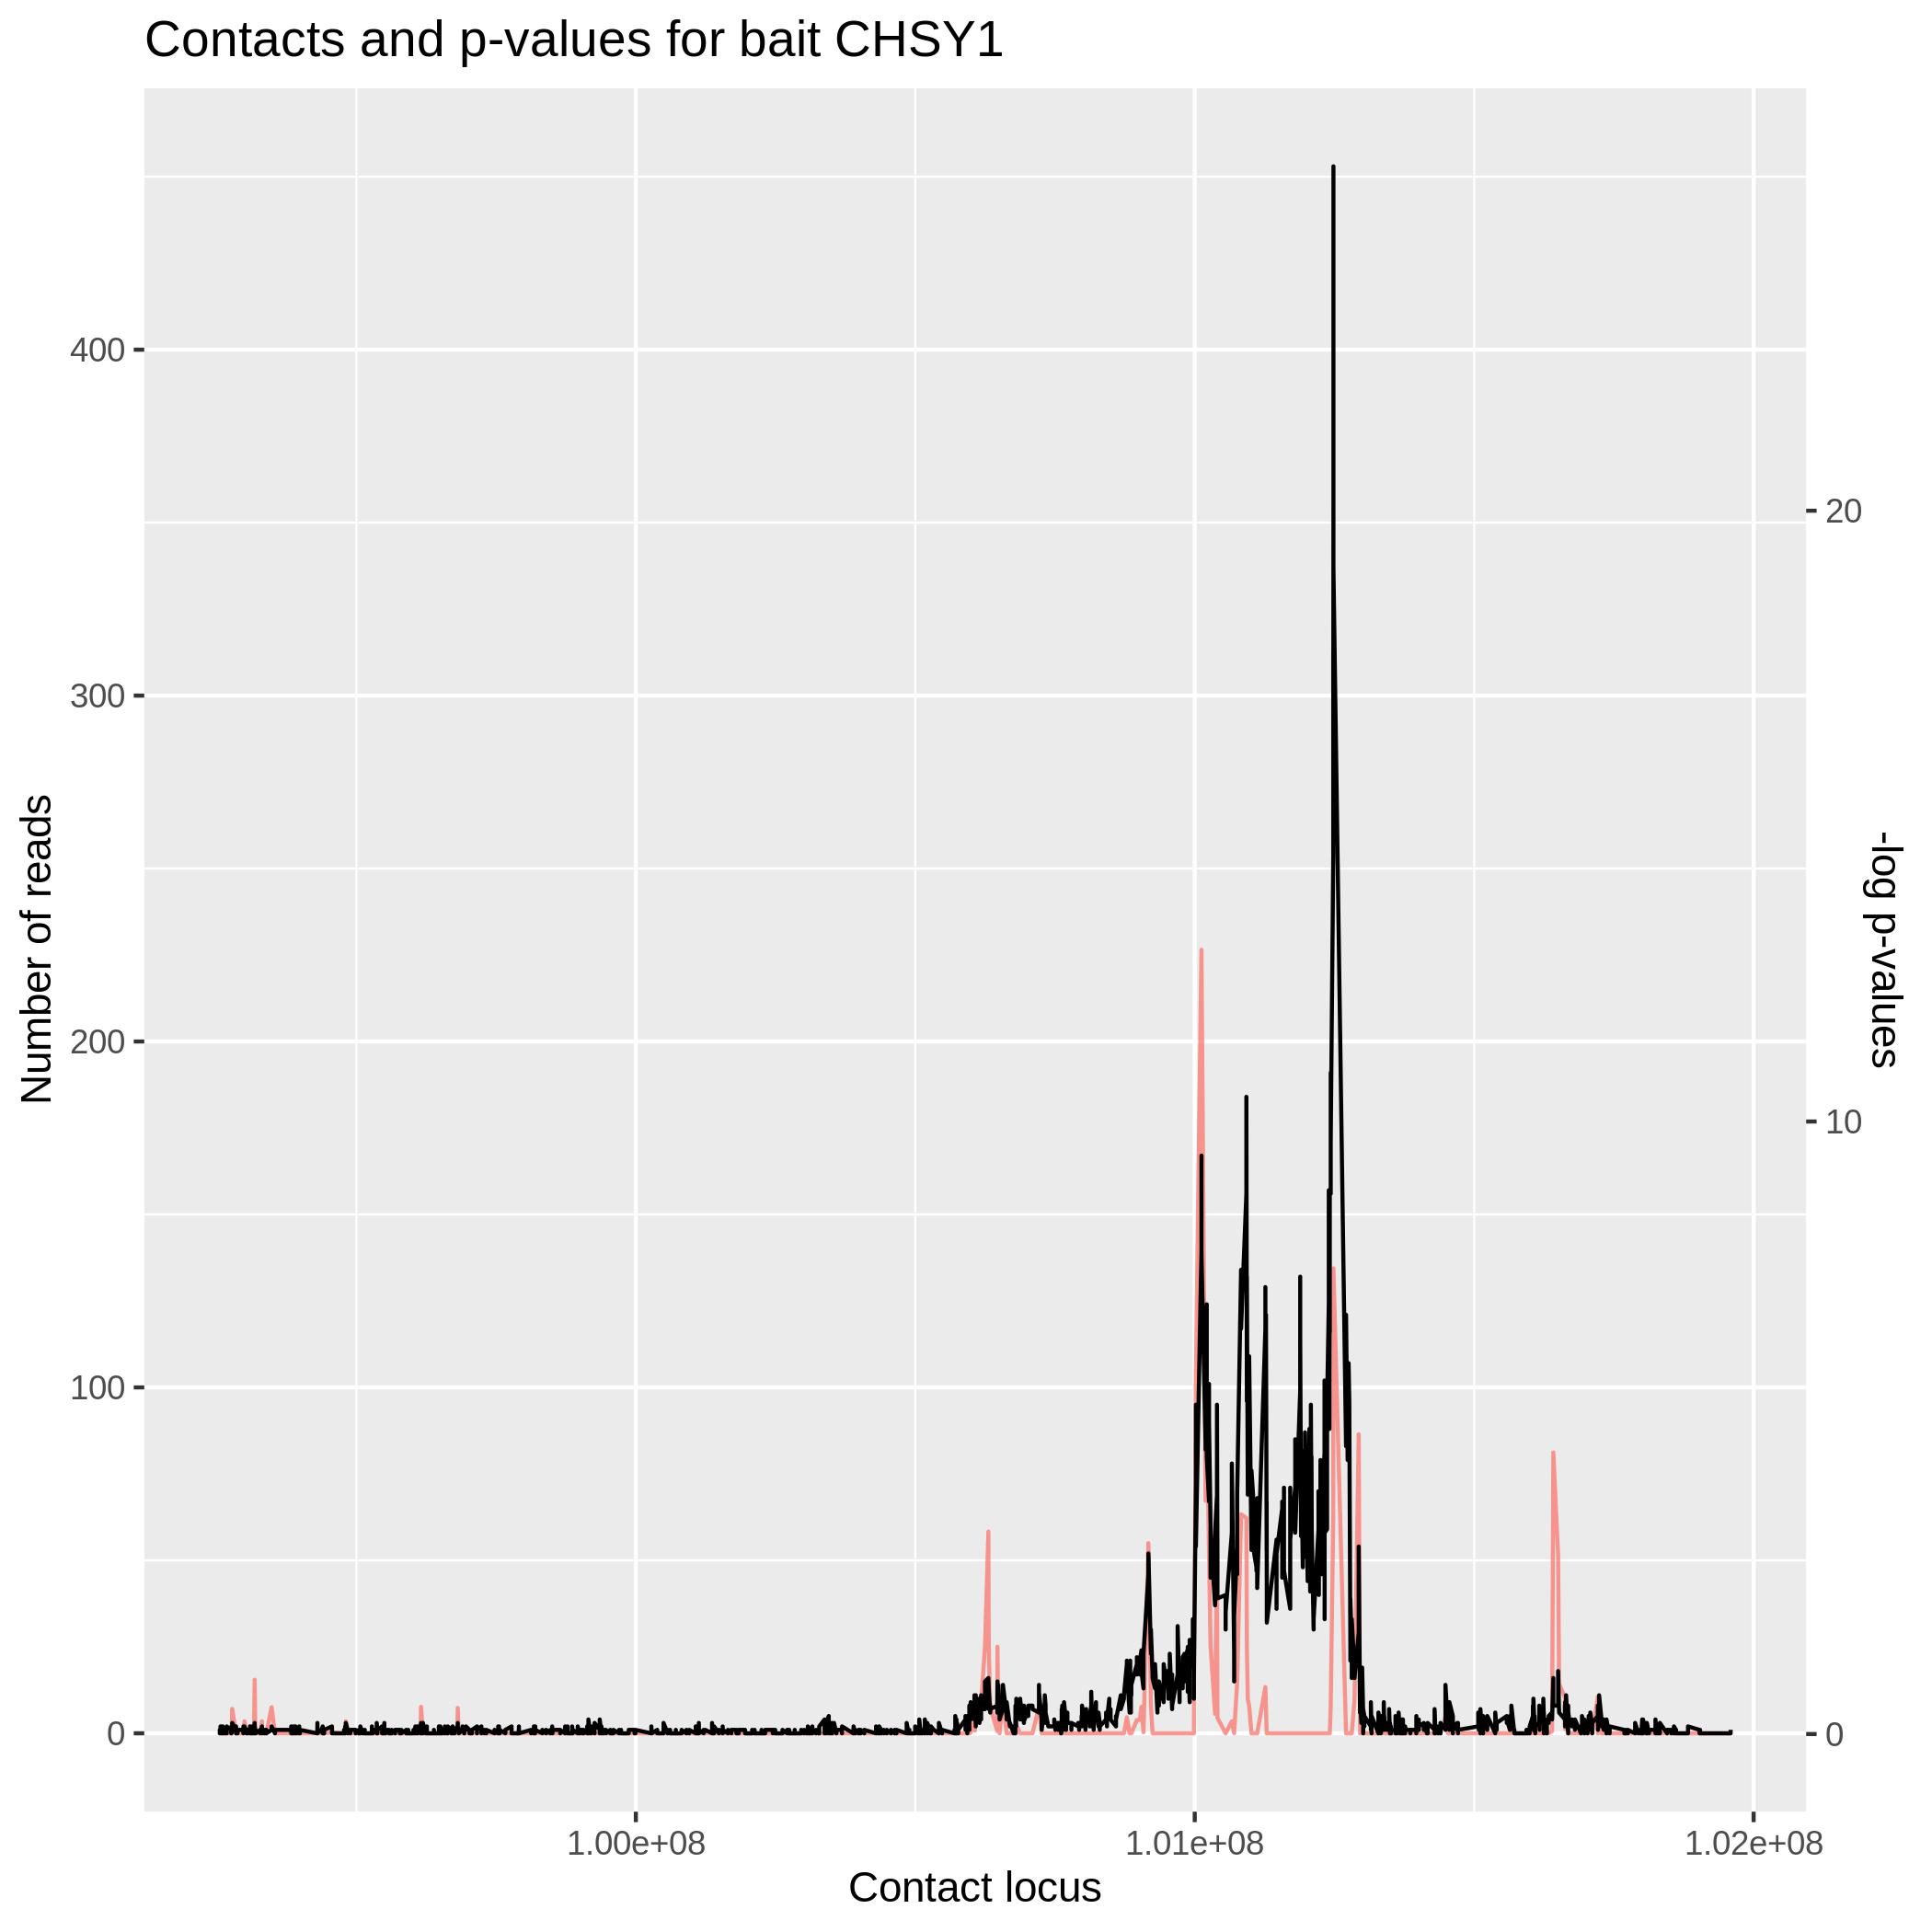 Contacts and p-values for bait CHSY1
Number of reads
400
300
200
100
0
20
10
0
-log p-values
1.00e+08
1.01e+08
1.02e+08
Contact locus